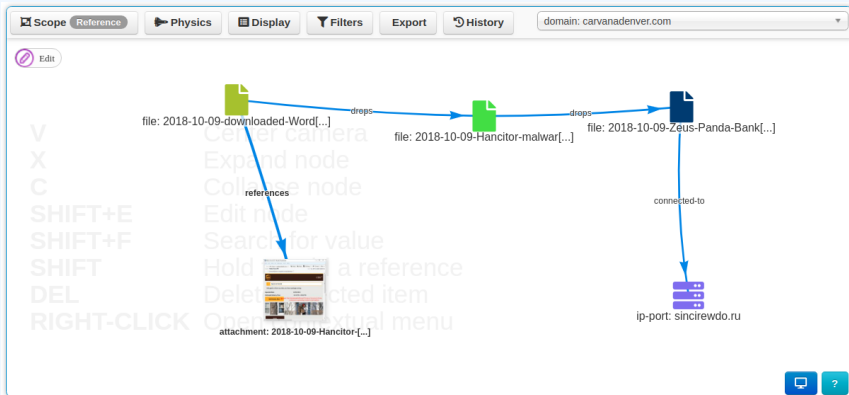 Scope Reference Physics Display Filters Export History domain: carvanadenver.com
Edit
drops
drops
file: 2018-10-09-downloaded-Word[...]
file: 2018-10-09-Hancitor-malwar[...]
file: 2018-10-09-Zeus-Panda-Bank[...]
V Center camera
X Expand node
C Collapse node
references
connected-to
SHIFT+E Edit node
SHIFT+F Search for value
SHIFT Hold a reference
DEL Delete selected item
RIGHT-CLICK Open contextual menu
attachment: 2018-10-09-Hancitor-[...]
ip-port: sincirewdo.ru
?